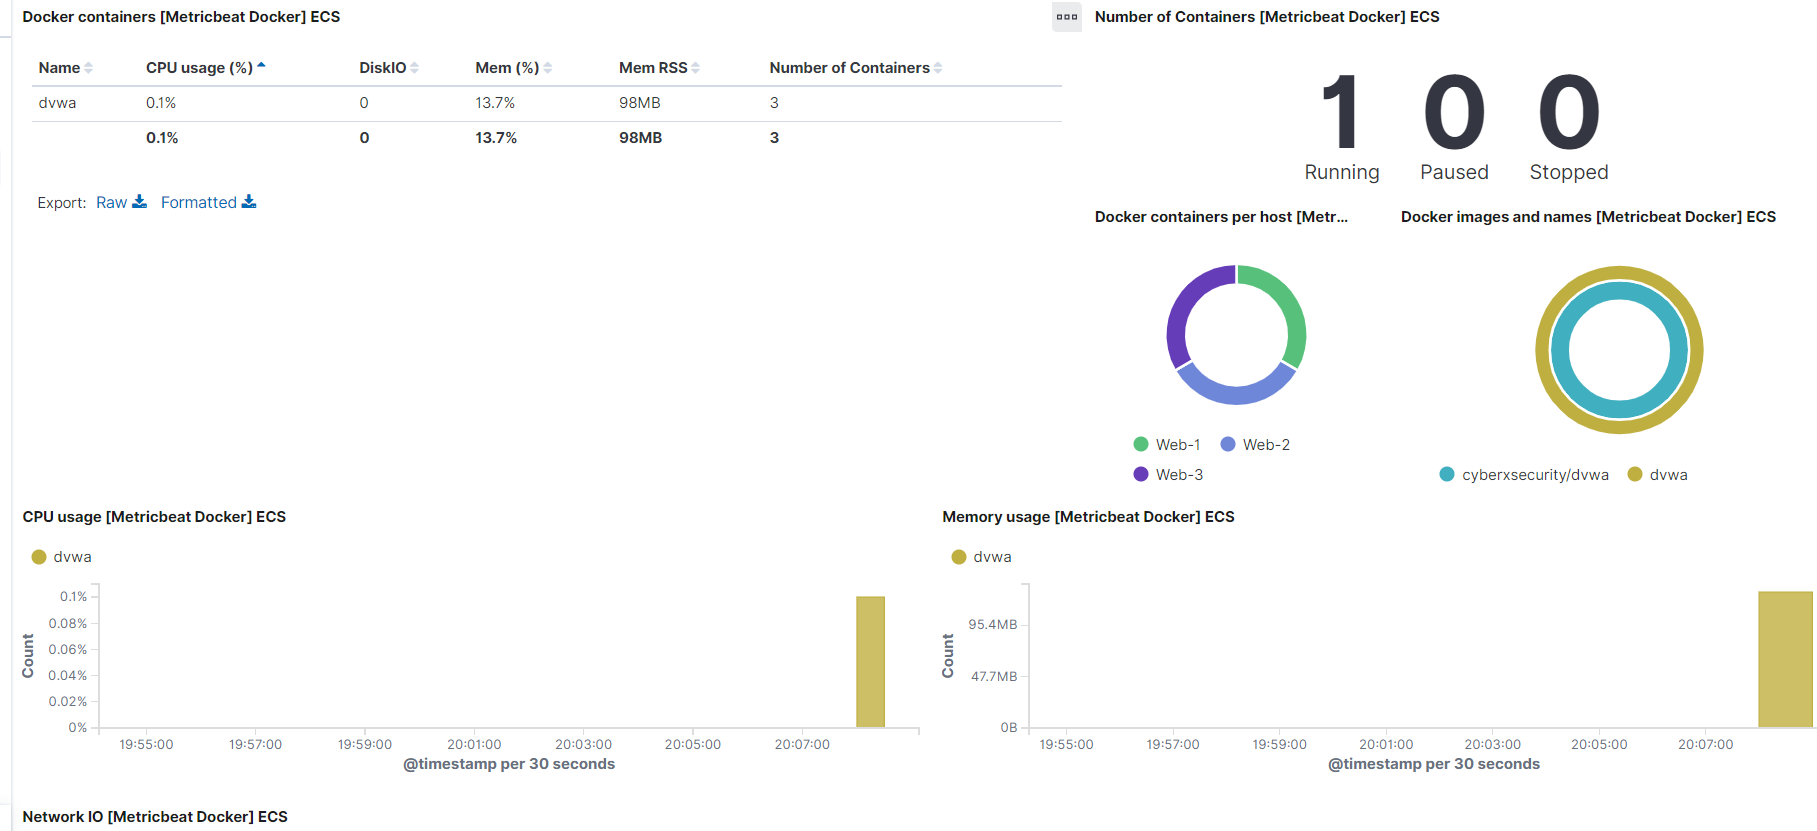 Docker containers [Metricbeat Docker] ECS
Name CPU usage (%) DiskIO Mem (%) Mem RSS Number of Containers
dvwa 0.1% 0 13.7% 98MB 3
0.1% 0 13.7% 98MB 3
Export: Raw Formatted
Number of Containers [Metricbeat Docker] ECS
1 0 0
Running Paused Stopped
Docker containers per host [Metr...
Web-1 Web-2
Web-3
Docker images and names [Metricbeat Docker] ECS
cyberxsecurity/dvwa dvwa
CPU usage [Metricbeat Docker] ECS
dvwa
Count
0.1%
0.08%
0.06%
0.04%
0.02%
0%
19:55:00 19:57:00 19:59:00 20:01:00 20:03:00 20:05:00 20:07:00
@timestamp per 30 seconds
Memory usage [Metricbeat Docker] ECS
dvwa
Count
95.4MB
47.7MB
0B
19:55:00 19:57:00 19:59:00 20:01:00 20:03:00 20:05:00 20:07:00
@timestamp per 30 seconds
Network IO [Metricbeat Docker] ECS